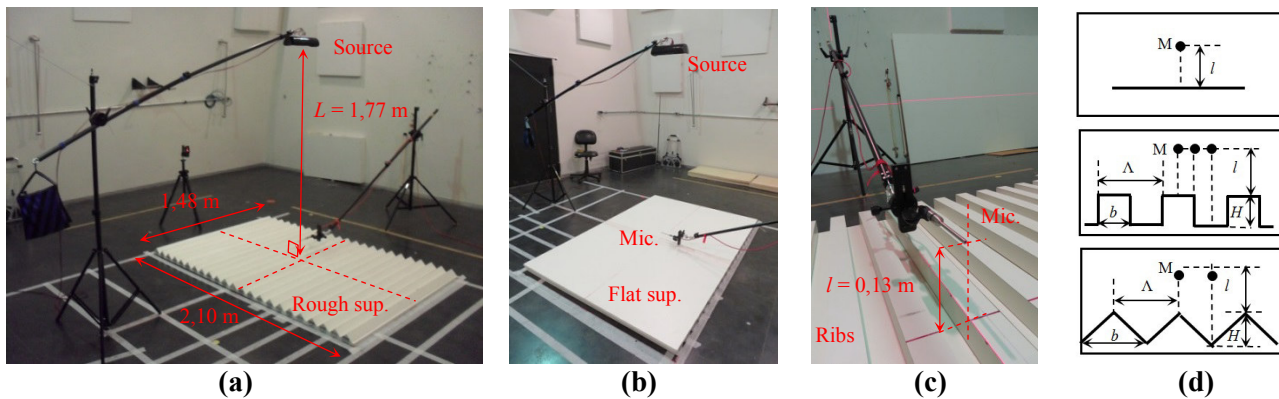 Source
L = 1,77 m
1,48 m
Rough sup.
2,10 m
(a)
Source
Mic.
Flat sup.
(b)
Mic.
l = 0,13 m
Ribs
(c)
M
l
M
Λ
l
b
H
M
Λ
l
b
H
(d)